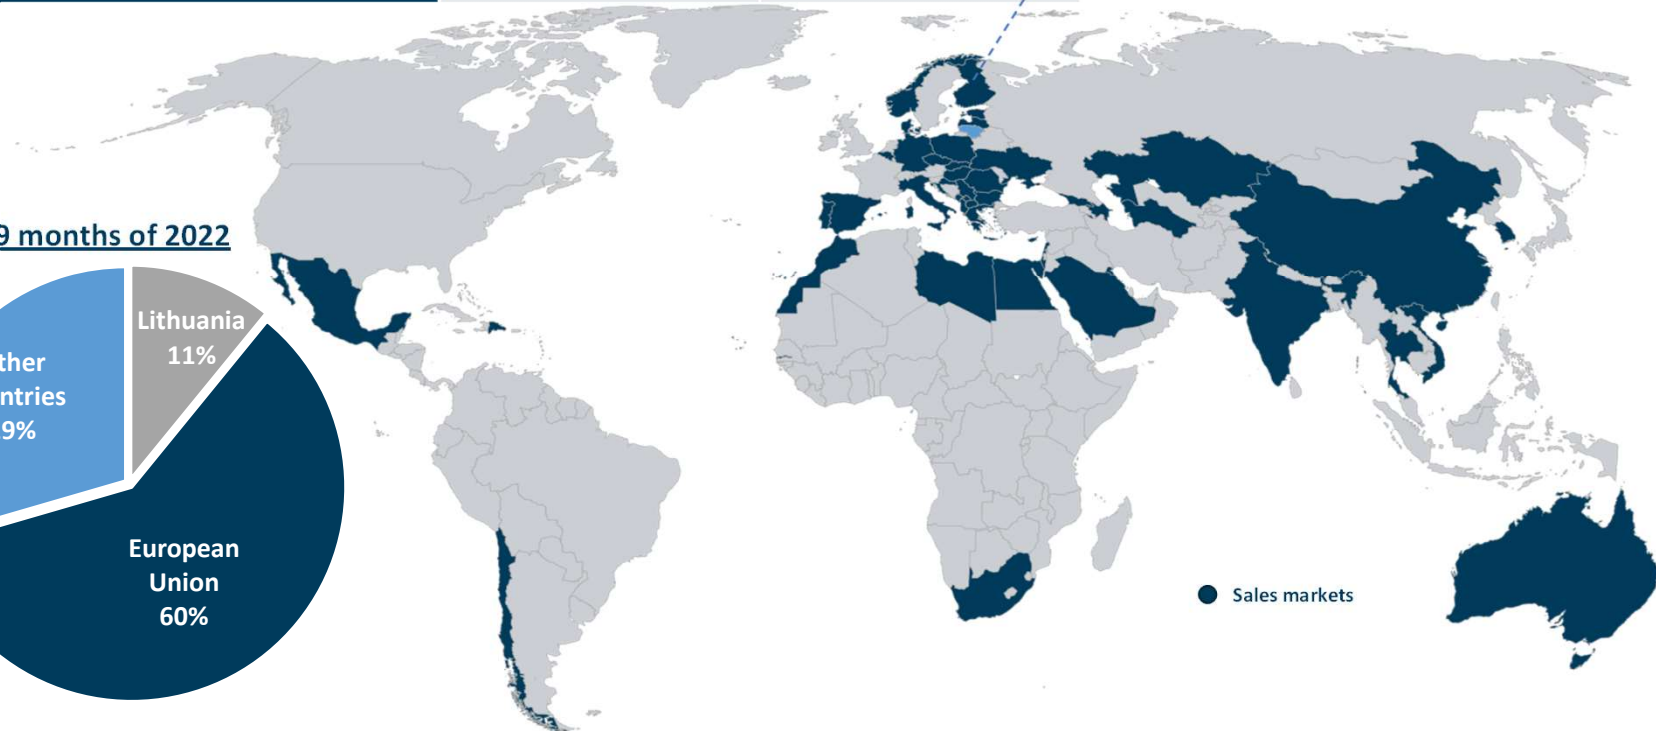 9 months of 2022
Lithuania
11%
ther
ntries
9%
European
Union
60%
Sales markets